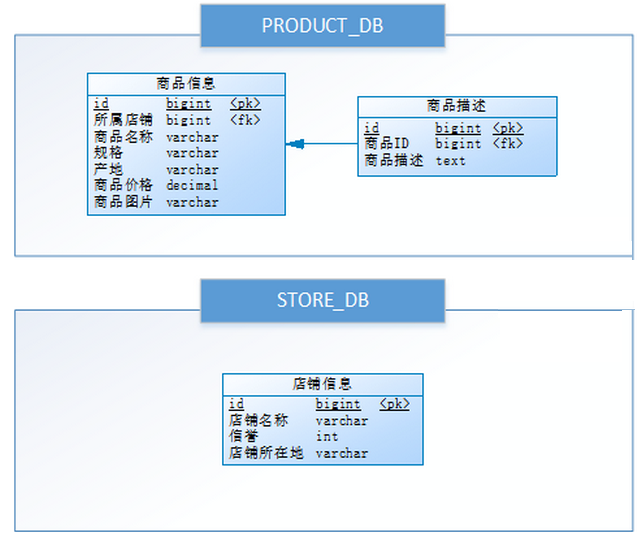 PRODUCT_DB
商品信息
id bigint <pk>
所属店铺 bigint <fk>
商品名称 varchar
规格 varchar
产地 varchar
商品价格 decimal
商品图片 varchar
商品描述
id bigint <pk>
商品ID bigint <fk>
商品描述 text
STORE_DB
店铺信息
id bigint <pk>
店铺名称 varchar
信誉 int
店铺所在地 varchar